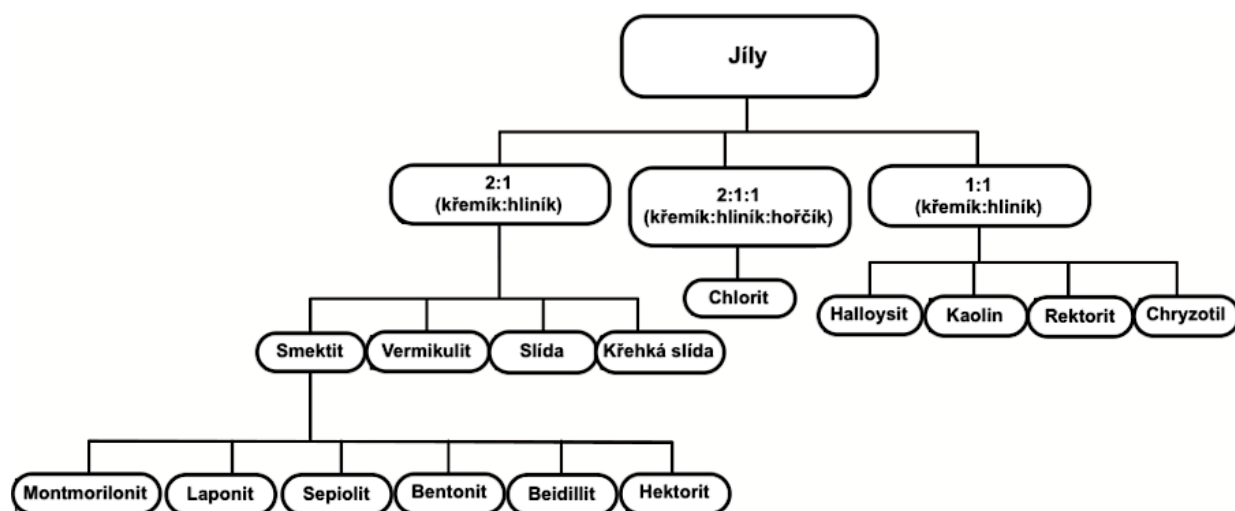 Jíly
2:1
(křemík:hliník)
2:1:1
(křemík:hliník:hořčík)
1:1
(křemík:hliník)
Chlorit
Halloysit
Kaolin
Rektorit
Chryzotil
Smektit
Vermikulit
Slída
Křehká slída
Montmorilonit
Laponit
Sepiolit
Bentonit
Beidillit
Hektorit